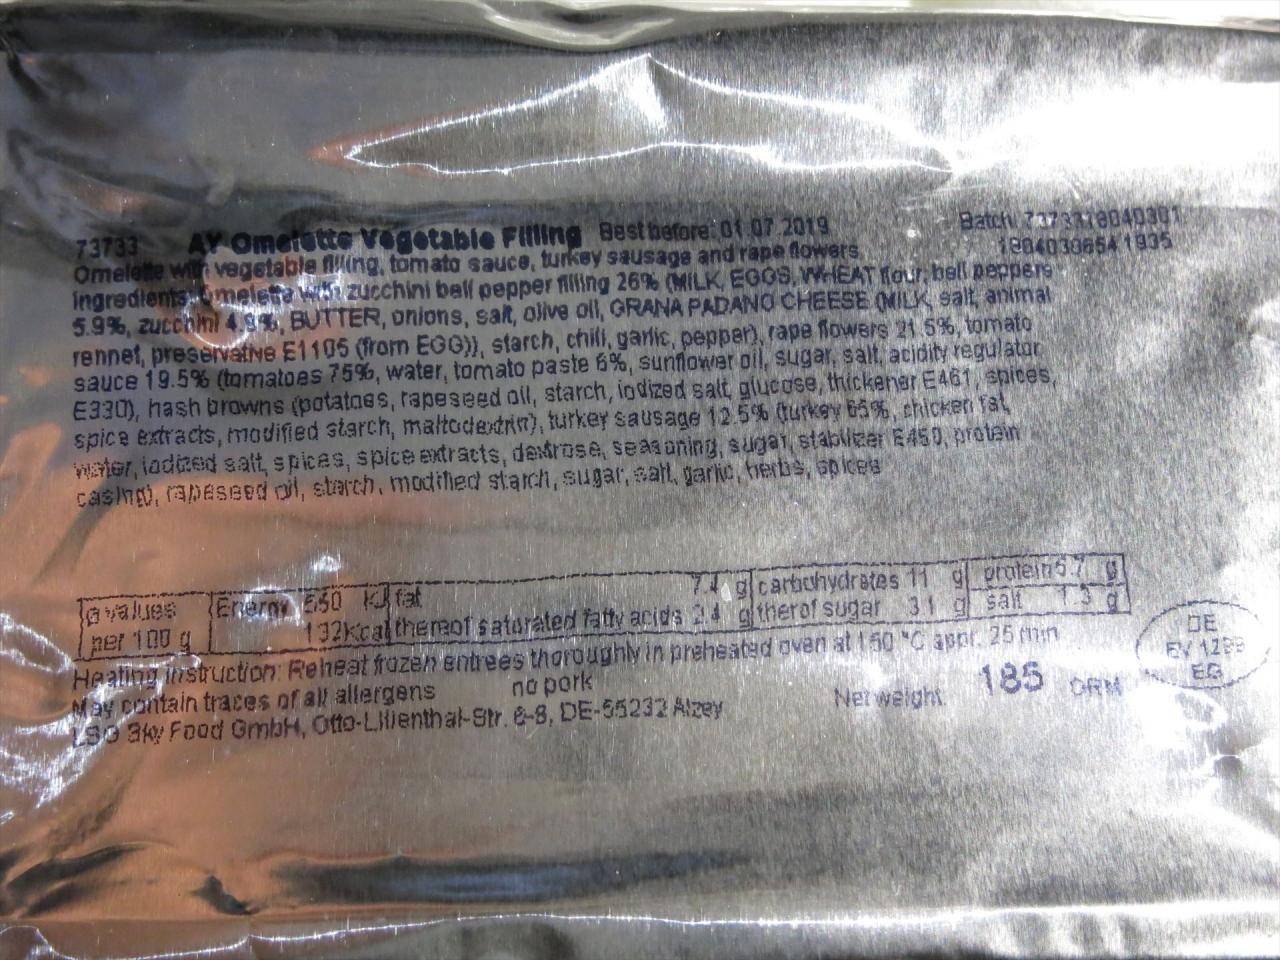 73733 AY Omelette Vegetable Filling Best before: 01.07.2019 Batch: 7373318040301
Omelette with vegetable filling, tomato sauce, turkey sausage and rape flowers 1804030654 1935
Ingredients: Omelette with zucchini bell pepper filling 26% (MILK, EGGS, WHEAT flour, bell peppers
5.9%, zucchini 4.9%, BUTTER, onions, salt, olive oil, GRANA PADANO CHEESE (MILK, salt, animal
rennet, preservative E1105 (from EGG)), starch, chili, garlic, pepper), rape flowers 21.5%, tomato
sauce 19.5% (tomatoes 75%, water, tomato paste 6%, sunflower oil, sugar, salt, acidity regulator
E330), hash browns (potatoes, rapeseed oil, starch, iodized salt, glucose, thickener E461, spices,
spice extracts, modified starch, maltodextrin), turkey sausage 12.5% (turkey 65%, chicken fat,
water, iodized salt, spices, spice extracts, dextrose, seasoning, sugar, stabilizer E450, protein
casing), rapeseed oil, starch, modified starch, sugar, salt, garlic, herbs, spices
values Energy 550 kJ fat 7.4 g carbohydrates 11 g protein 5.7 g
per 100 g 132 Kcal thereof saturated fatty acids 2.4 g therof sugar 3.1 g salt 1.3 g
Heating instruction: Reheat frozen entrees thoroughly in preheated oven at 150 °C appr. 25 min
May contain traces of all allergens no pork Net weight: 185 GRM
LSG Sky Food GmbH, Otto-Lilienthal-Str. 6-8, DE-55232 Alzey
DE
EV 1299
EG